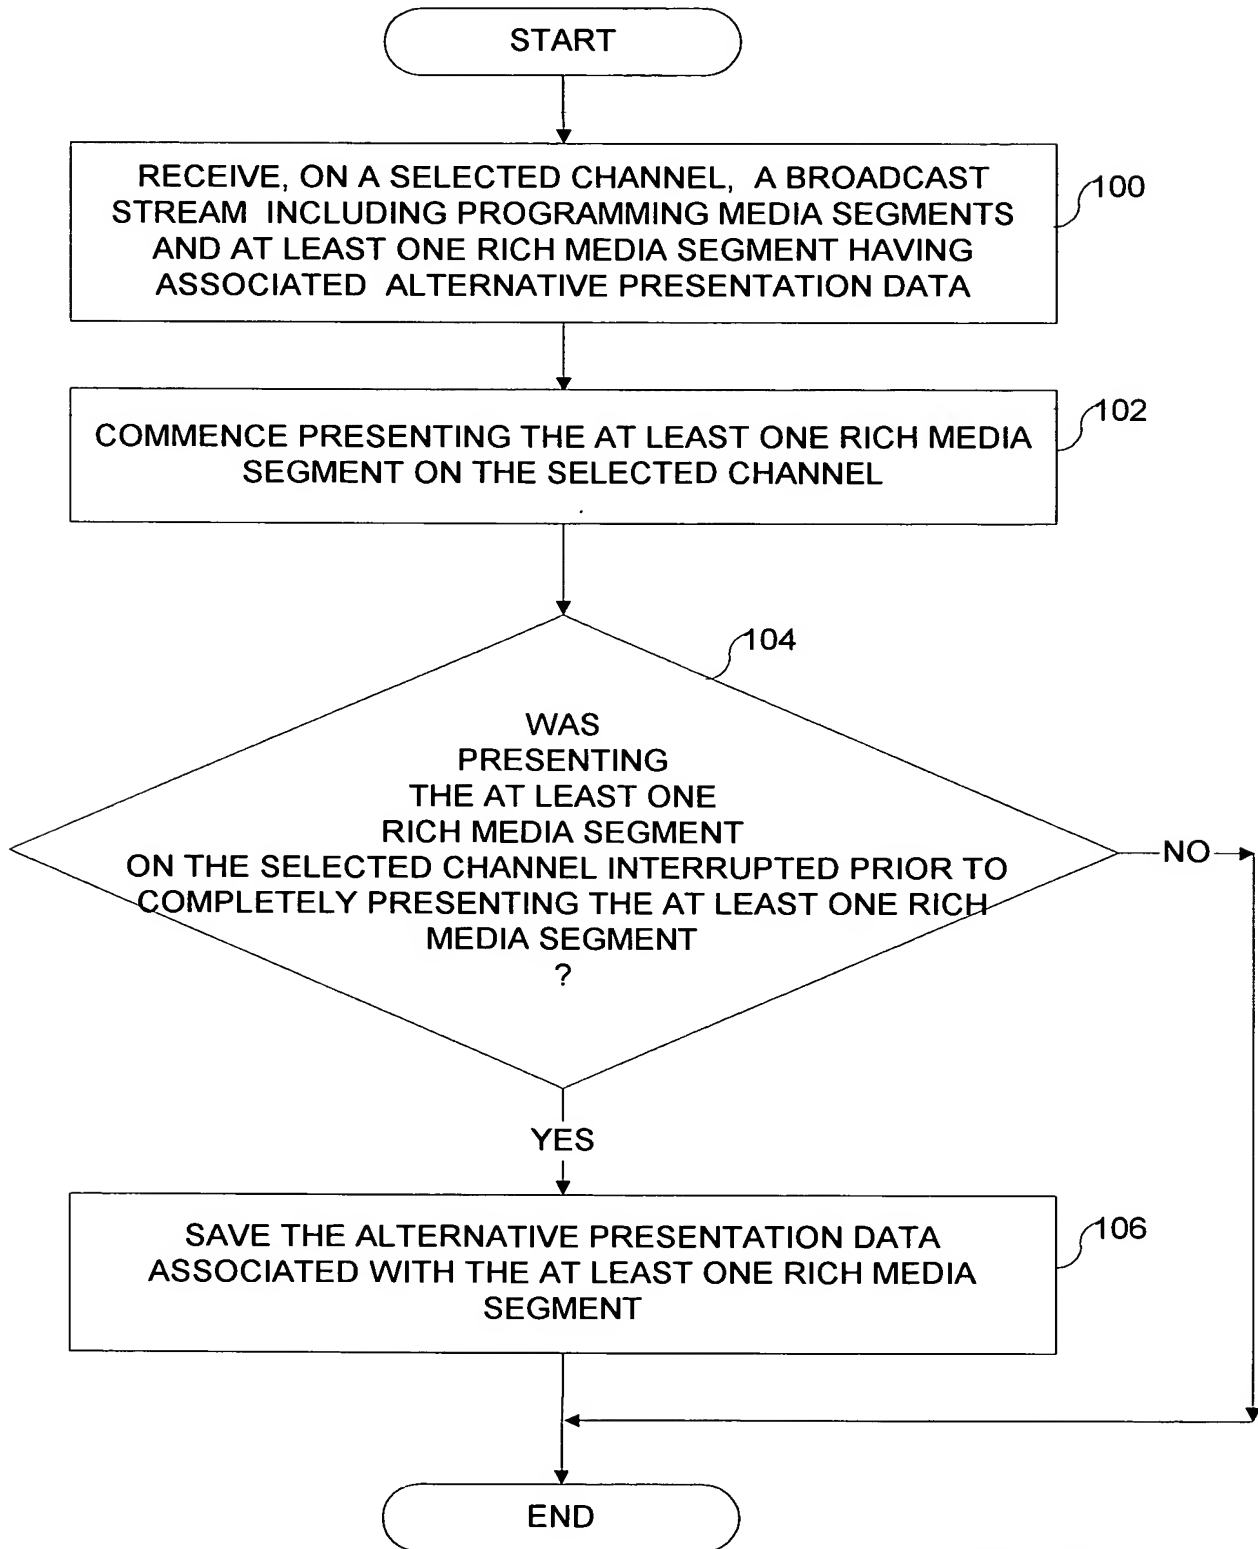 START
RECEIVE, ON A SELECTED CHANNEL, A BROADCAST
STREAM INCLUDING PROGRAMMING MEDIA SEGMENTS
AND AT LEAST ONE RICH MEDIA SEGMENT HAVING
ASSOCIATED ALTERNATIVE PRESENTATION DATA
100
COMMENCE PRESENTING THE AT LEAST ONE RICH MEDIA
SEGMENT ON THE SELECTED CHANNEL
102
104
WAS
PRESENTING
THE AT LEAST ONE
RICH MEDIA SEGMENT
ON THE SELECTED CHANNEL INTERRUPTED PRIOR TO
COMPLETELY PRESENTING THE AT LEAST ONE RICH
MEDIA SEGMENT
?
NO
YES
SAVE THE ALTERNATIVE PRESENTATION DATA
ASSOCIATED WITH THE AT LEAST ONE RICH MEDIA
SEGMENT
106
END